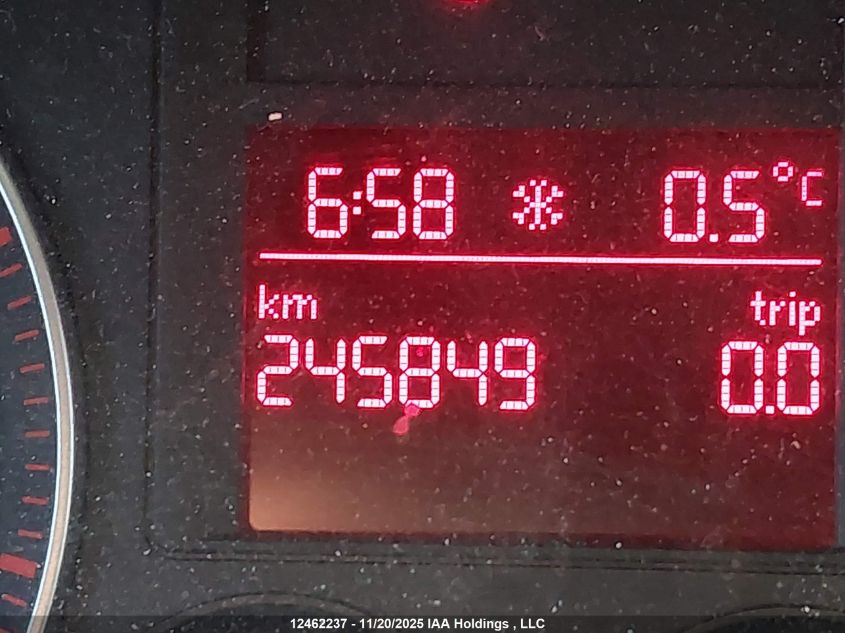 6:58 * 0.5°C
km trip
245849 0.0
12462237 - 11/20/2025 IAA Holdings , LLC